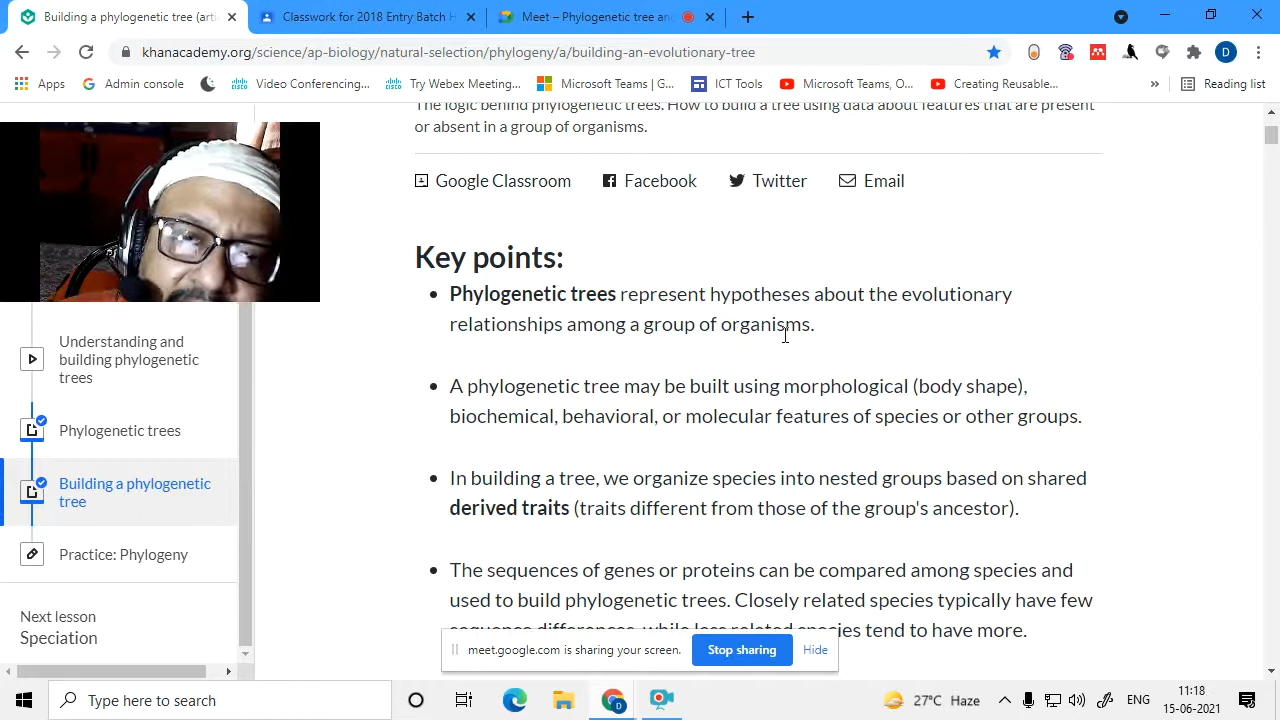 Building a phylogenetic tree (arti
Classwork for 2018 Entry Batch H
Meet – Phylogenetic tree and
khanacademy.org/science/ap-biology/natural-selection/phylogeny/a/building-an-evolutionary-tree
D
Apps
Admin console
Video Conferencing...
Try Webex Meeting...
Microsoft Teams | G...
ICT Tools
Microsoft Teams, O...
Creating Reusable...
»
Reading list
The logic behind phylogenetic trees. How to build a tree using data about features that are present
or absent in a group of organisms.
Google Classroom
Facebook
Twitter
Email
Key points:
Phylogenetic trees represent hypotheses about the evolutionary
relationships among a group of organisms.
A phylogenetic tree may be built using morphological (body shape),
biochemical, behavioral, or molecular features of species or other groups.
In building a tree, we organize species into nested groups based on shared
derived traits (traits different from those of the group's ancestor).
The sequences of genes or proteins can be compared among species and
used to build phylogenetic trees. Closely related species typically have few
sequence differences, while less related species tend to have more.
Understanding and
building phylogenetic
trees
Phylogenetic trees
Building a phylogenetic
tree
Practice: Phylogeny
Next lesson
Speciation
meet.google.com is sharing your screen.
Stop sharing
Hide
Type here to search
27°C Haze
ENG
11:18
15-06-2021